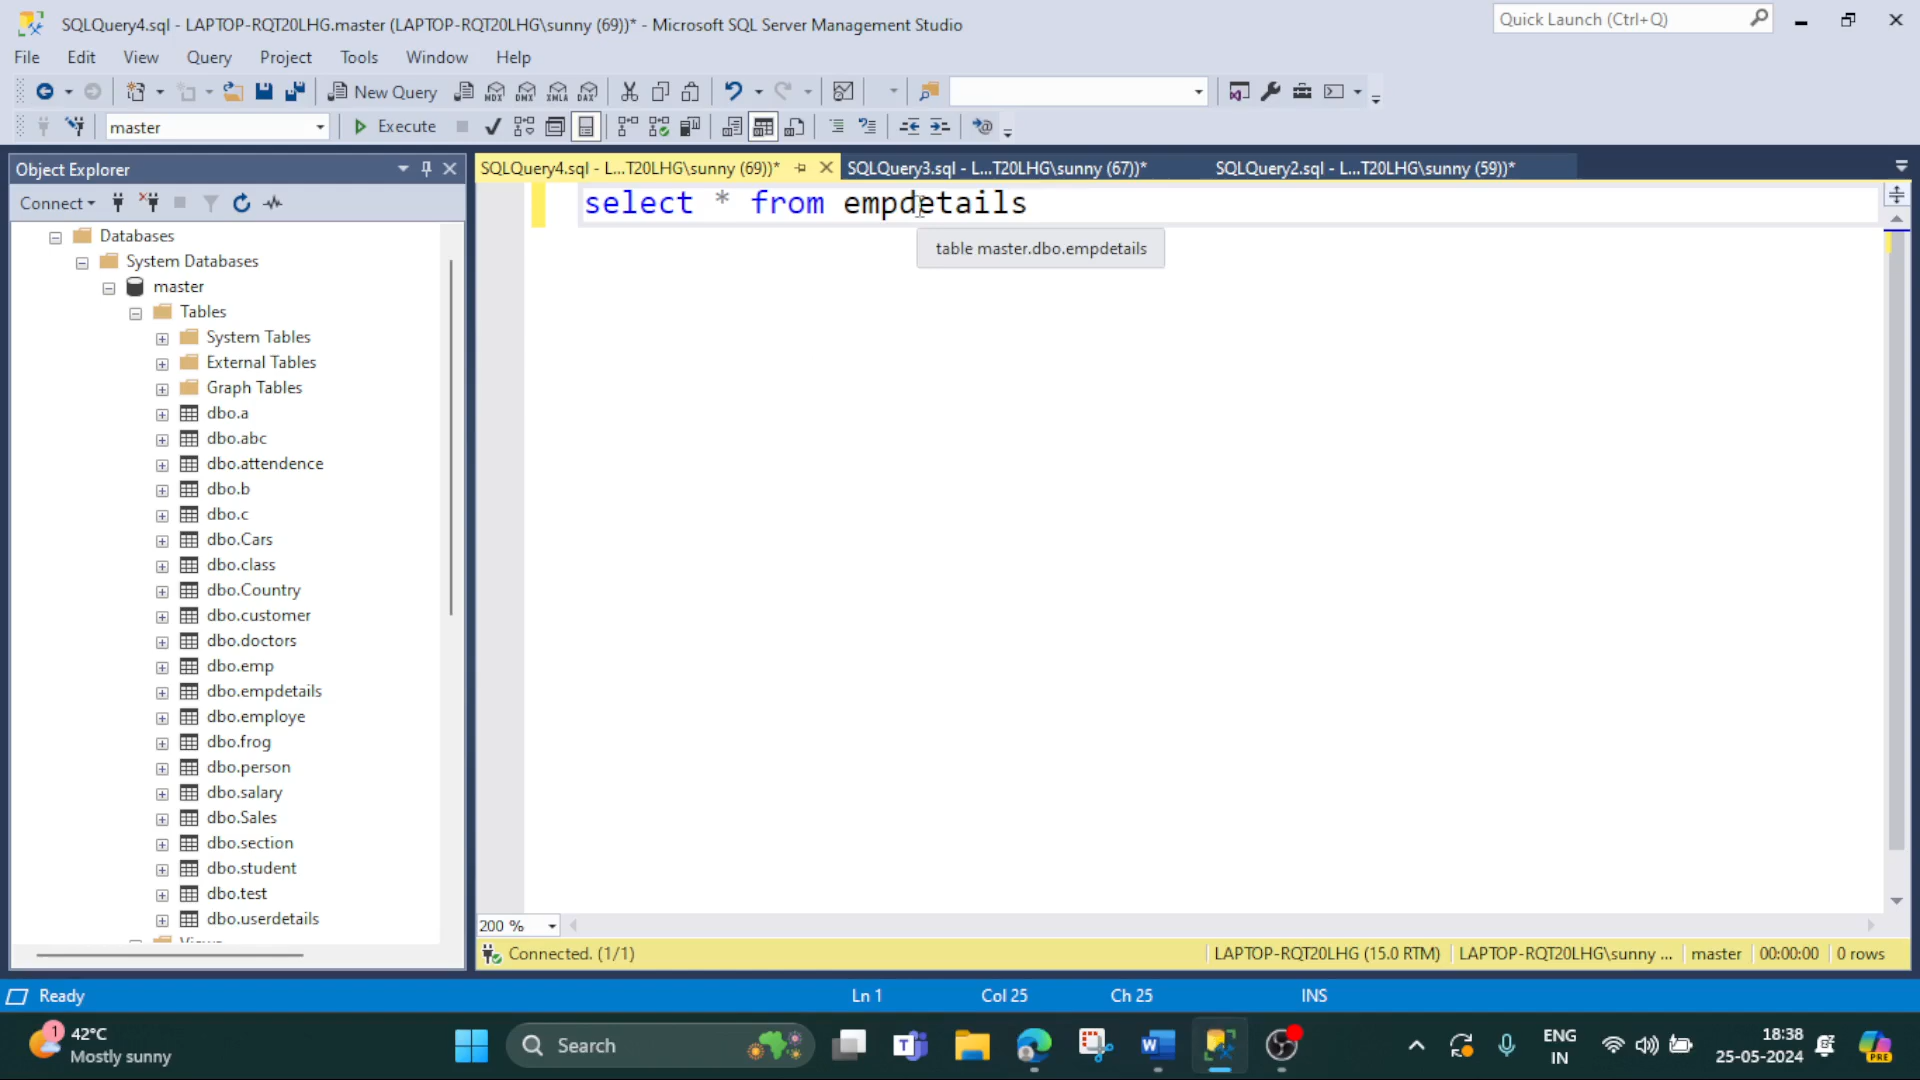 SQLQuery4.sql - LAPTOP-RQT20LHG.master (LAPTOP-RQT20LHG\sunny (69))* - Microsoft SQL Server Management Studio
Quick Launch (Ctrl+Q)
File Edit View Query Project Tools Window Help
New Query
MDX DMX XMLA DAX
master
Execute
Object Explorer
SQLQuery4.sql - L...T20LHG\sunny (69))*
SQLQuery3.sql - L...T20LHG\sunny (67))*
SQLQuery2.sql - L...T20LHG\sunny (59))*
Connect
Databases
System Databases
master
Tables
System Tables
External Tables
Graph Tables
dbo.a
dbo.abc
dbo.attendence
dbo.b
dbo.c
dbo.Cars
dbo.class
dbo.Country
dbo.customer
dbo.doctors
dbo.emp
dbo.empdetails
dbo.employe
dbo.frog
dbo.person
dbo.salary
dbo.Sales
dbo.section
dbo.student
dbo.test
dbo.userdetails
select * from empdetails
table master.dbo.empdetails
200 %
Connected. (1/1)
LAPTOP-RQT20LHG (15.0 RTM)
LAPTOP-RQT20LHG\sunny ...
master
00:00:00
0 rows
Ready
Ln 1
Col 25
Ch 25
INS
1
42°C
Mostly sunny
Search
ENG
IN
18:38
25-05-2024
PRE